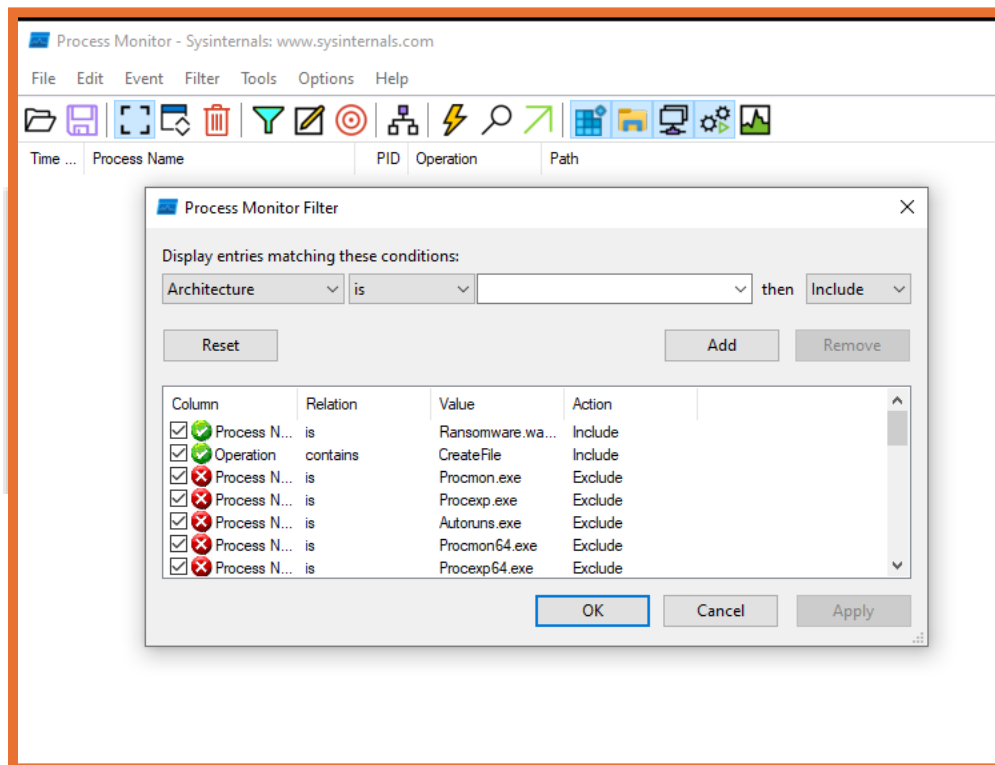 Process Monitor - Sysinternals: www.sysinternals.com
File Edit Event Filter Tools Options Help
Time ... Process Name PID Operation Path
Process Monitor Filter
Display entries matching these conditions:
Architecture is then Include
Reset Add Remove
Column Relation Value Action
Process N... is Ransomware.wa... Include
Operation contains CreateFile Include
Process N... is Procmon.exe Exclude
Process N... is Procexp.exe Exclude
Process N... is Autoruns.exe Exclude
Process N... is Procmon64.exe Exclude
Process N... is Procexp64.exe Exclude
OK Cancel Apply